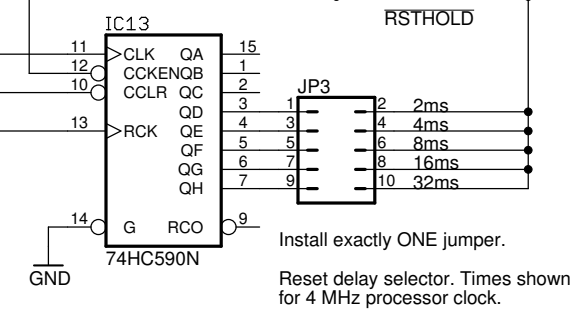 RSTHOLD
IC13
11 CLK QA 15
12 CCKEN QB 1
10 CCLR QC 2
QD 3
13 RCK QE 4
QF 5
QG 6
QH 7
14 G RCO 9
74HC590N
GND
JP3
1 2 2ms
3 4 4ms
5 6 8ms
7 8 16ms
9 10 32ms
Install exactly ONE jumper.
Reset delay selector. Times shown
for 4 MHz processor clock.